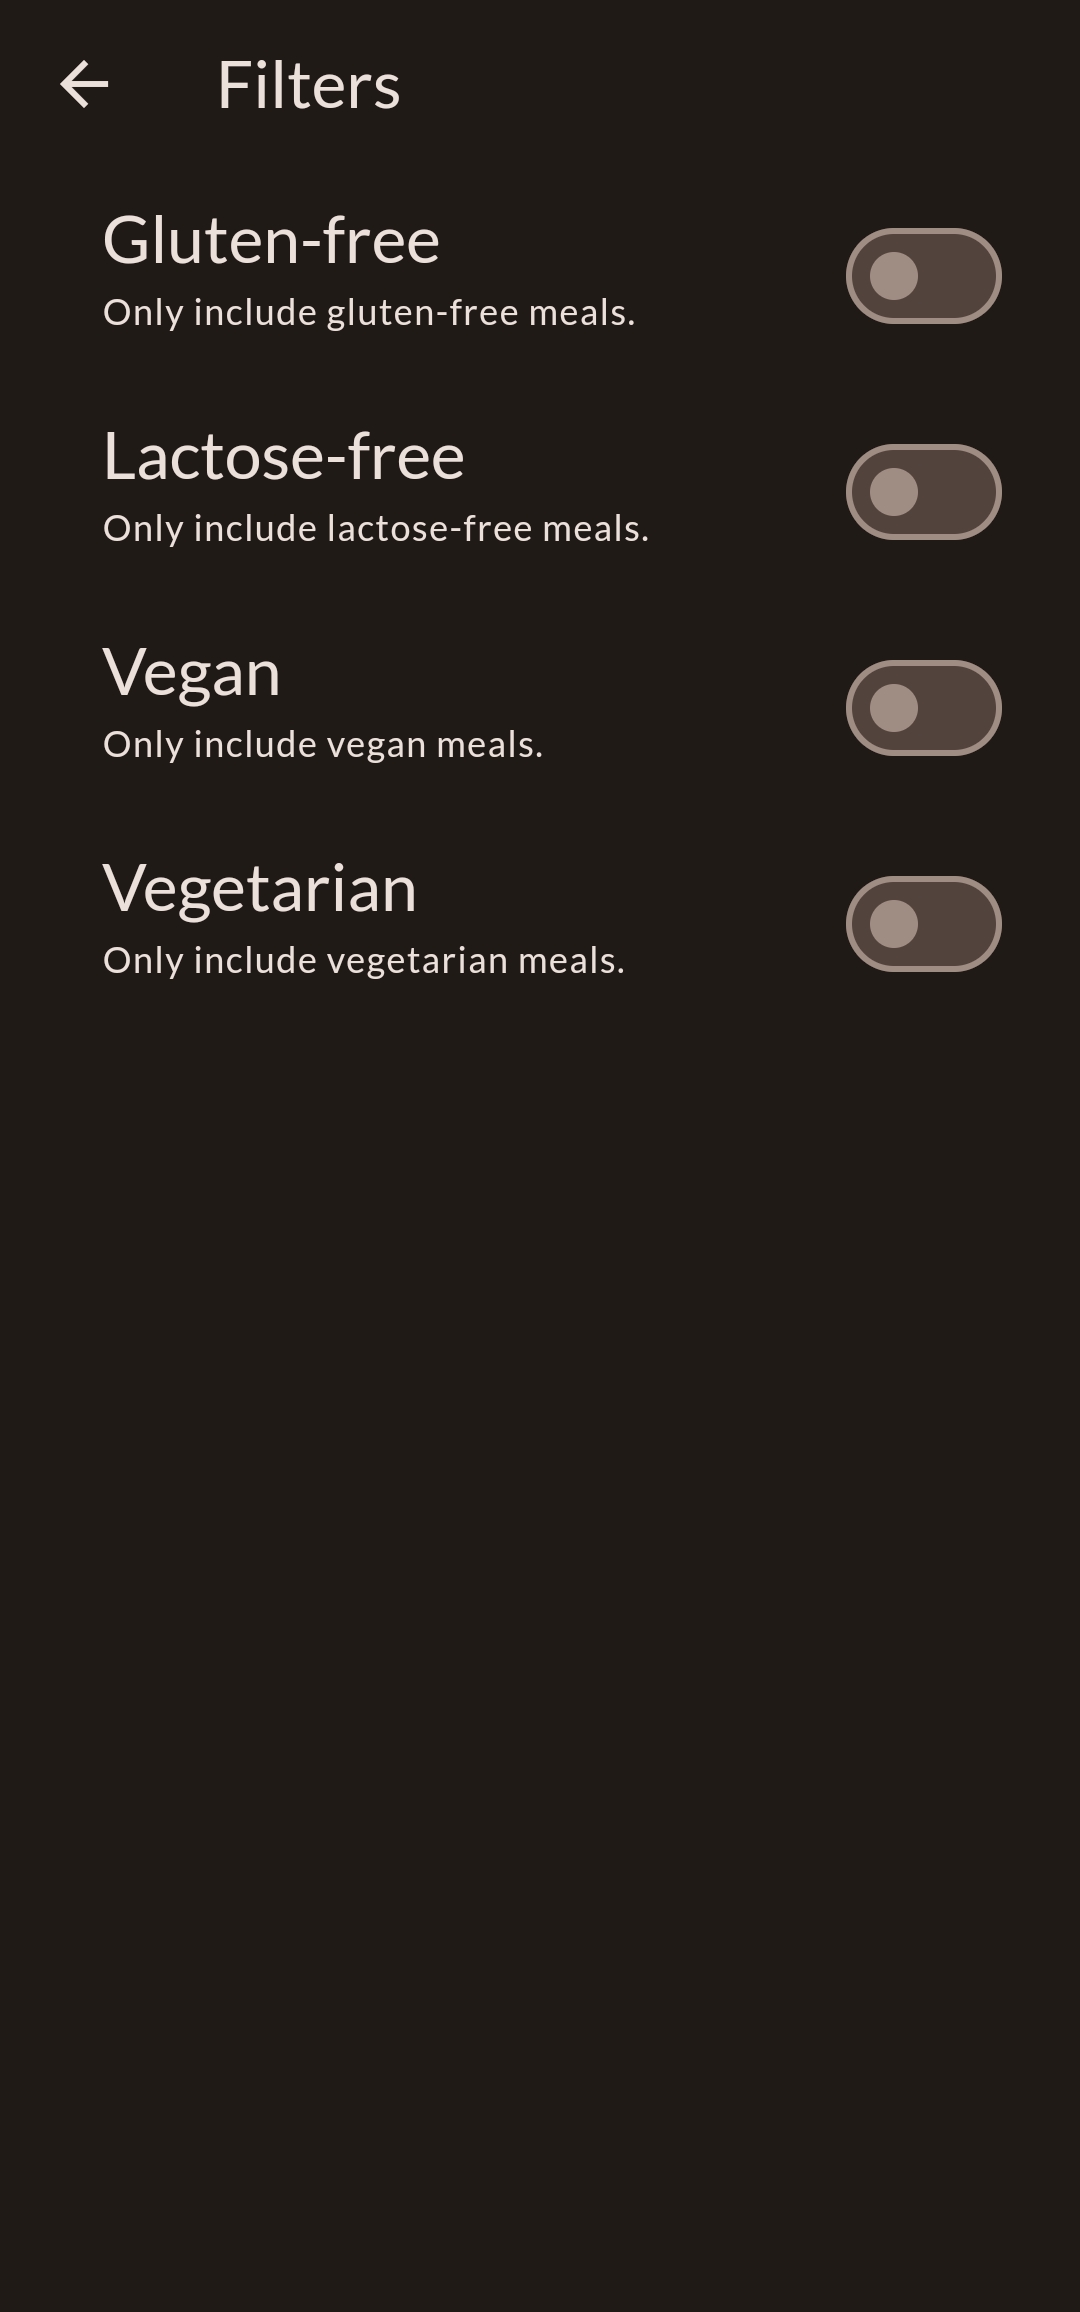 Filters
Gluten-free
Only include gluten-free meals.
Lactose-free
Only include lactose-free meals.
Vegan
Only include vegan meals.
Vegetarian
Only include vegetarian meals.